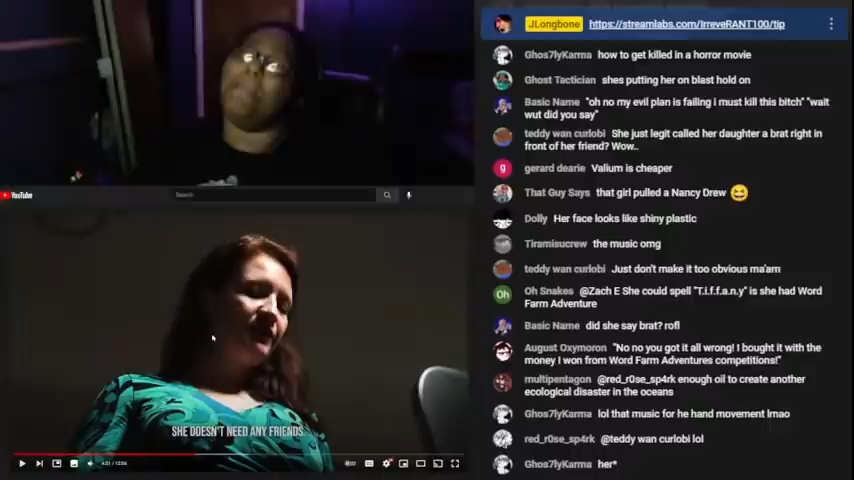 JLongbone https://streamlabs.com/IrreveRANT100/tip
Ghos7lyKarma how to get killed in a horror movie
Ghost Tactician shes putting her on blast hold on
Basic Name "oh no my evil plan is failing i must kill this bitch" "wait
wut did you say"
teddy wan curlobi She just legit called her daughter a brat right in
front of her friend? Wow..
g gerard dearie Valium is cheaper
That Guy Says that girl pulled a Nancy Drew
Dolly Her face looks like shiny plastic
Tiramisucrew the music omg
teddy wan curlobi Just don't make it too obvious ma'am
Oh Oh Snakes @Zach E She could spell "T.i.f.f.a.n.y" is she had Word
Farm Adventure
Basic Name did she say brat? rofl
August Oxymoron "No no you got it all wrong! I bought it with the
money I won from Word Farm Adventures competitions!"
multipentagon @red_r0se_sp4rk enough oil to create another
ecological disaster in the oceans
Ghos7lyKarma lol that music for he hand movement lmao
red_r0se_sp4rk @teddy wan curlobi lol
Ghos7lyKarma her*
YouTube
Search
SHE DOESN'T NEED ANY FRIENDS.